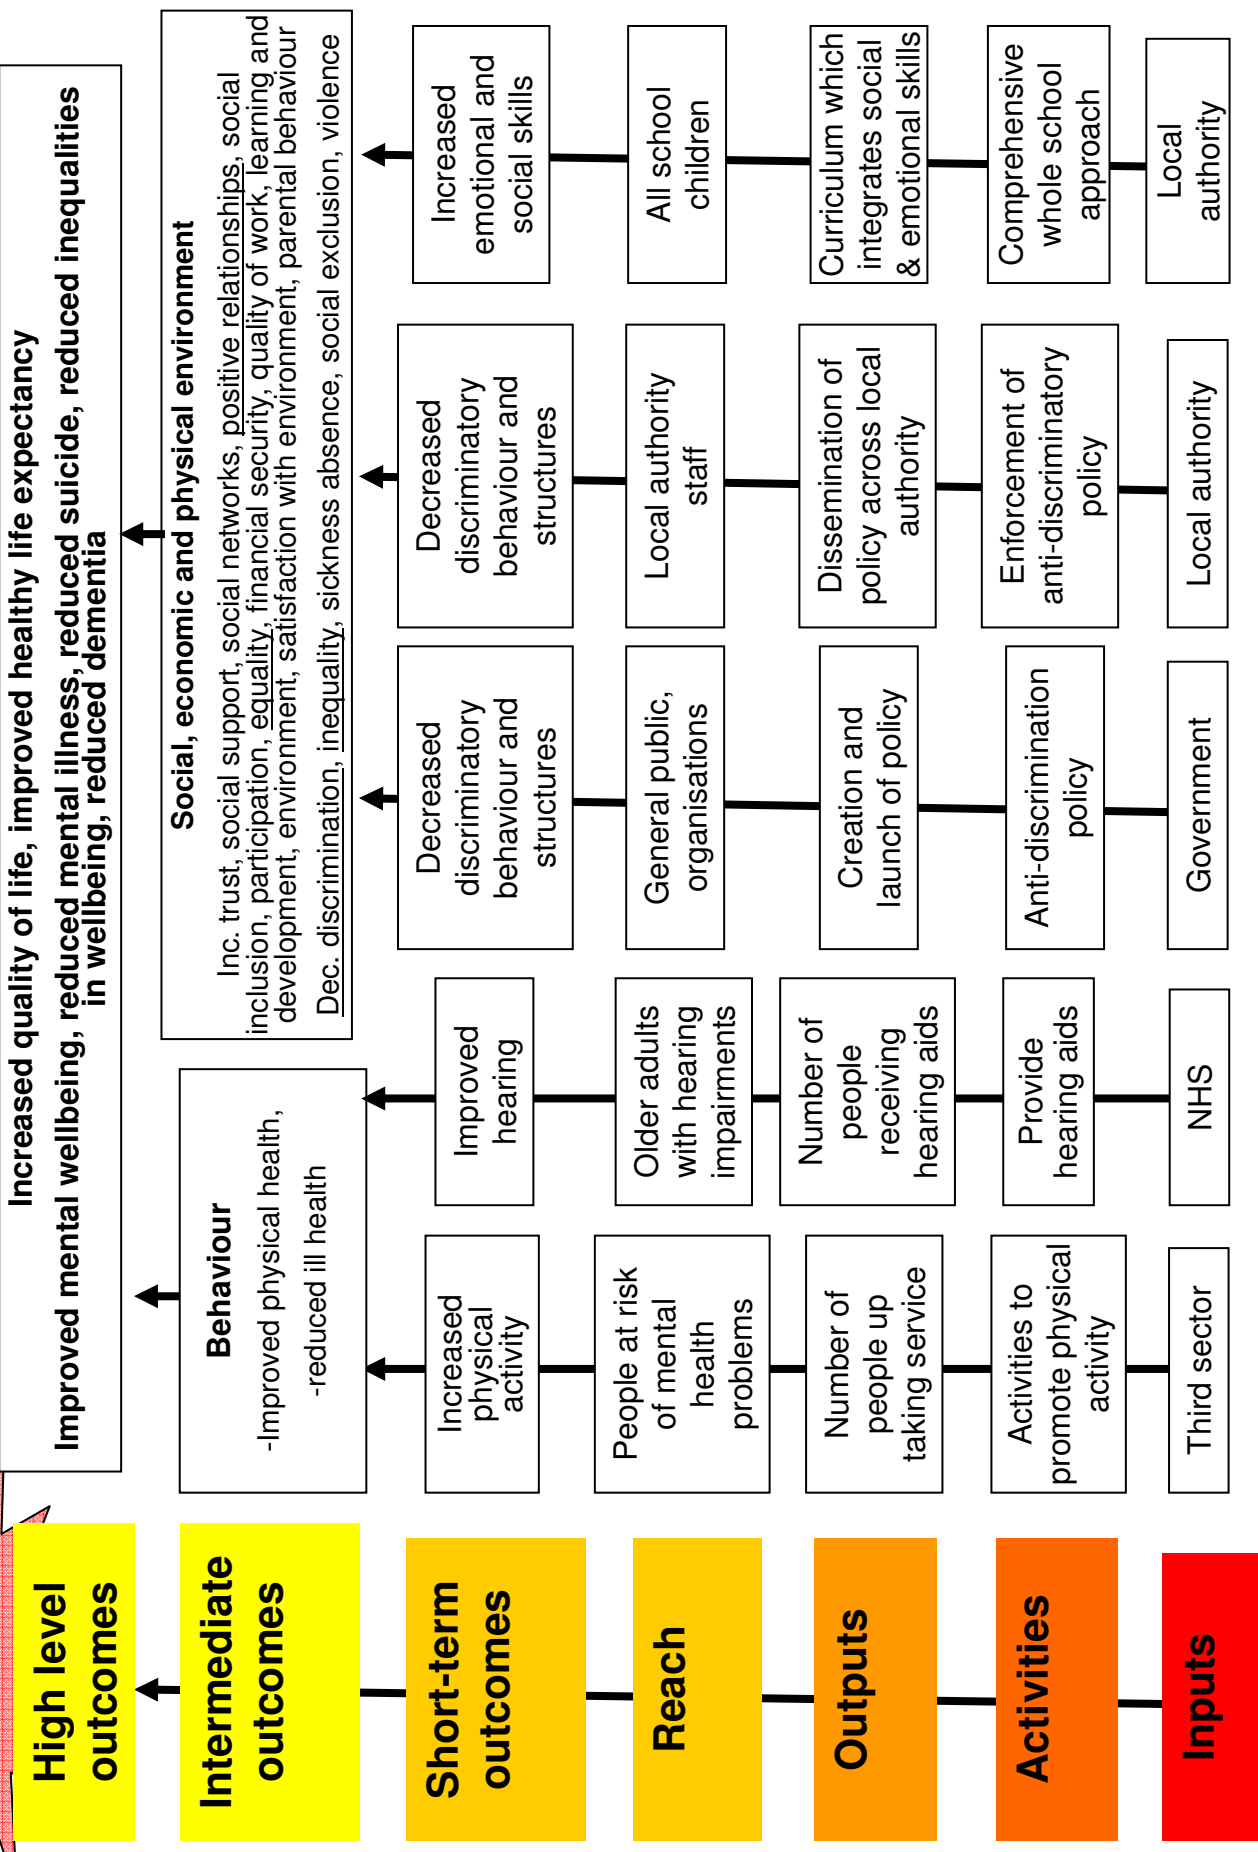 High level
outcomes
Increased quality of life, improved healthy life expectancy
Improved mental wellbeing, reduced mental illness, reduced suicide, reduced inequalities
in wellbeing, reduced dementia
Intermediate
outcomes
Behaviour
-Improved physical health,
-reduced ill health
Social, economic and physical environment
Inc. trust, social support, social networks, positive relationships, social
inclusion, participation, equality, financial security, quality of work, learning and
development, environment, satisfaction with environment, parental behaviour
Dec. discrimination, inequality, sickness absence, social exclusion, violence
Short-term
outcomes
Increased
physical
activity
Improved
hearing
Decreased
discriminatory
behaviour and
structures
Decreased
discriminatory
behaviour and
structures
Increased
emotional and
social skills
Reach
People at risk
of mental
health
problems
Older adults
with hearing
impairments
General public,
organisations
Local authority
staff
All school
children
Outputs
Number of
people up
taking service
Number of
people
receiving
hearing aids
Creation and
launch of policy
Dissemination of
policy across local
authority
Curriculum which
integrates social
& emotional skills
Activities
Activities to
promote physical
activity
Provide
hearing aids
Anti-discrimination
policy
Enforcement of
anti-discriminatory
policy
Comprehensive
whole school
approach
Inputs
Third sector
NHS
Government
Local authority
Local
authority